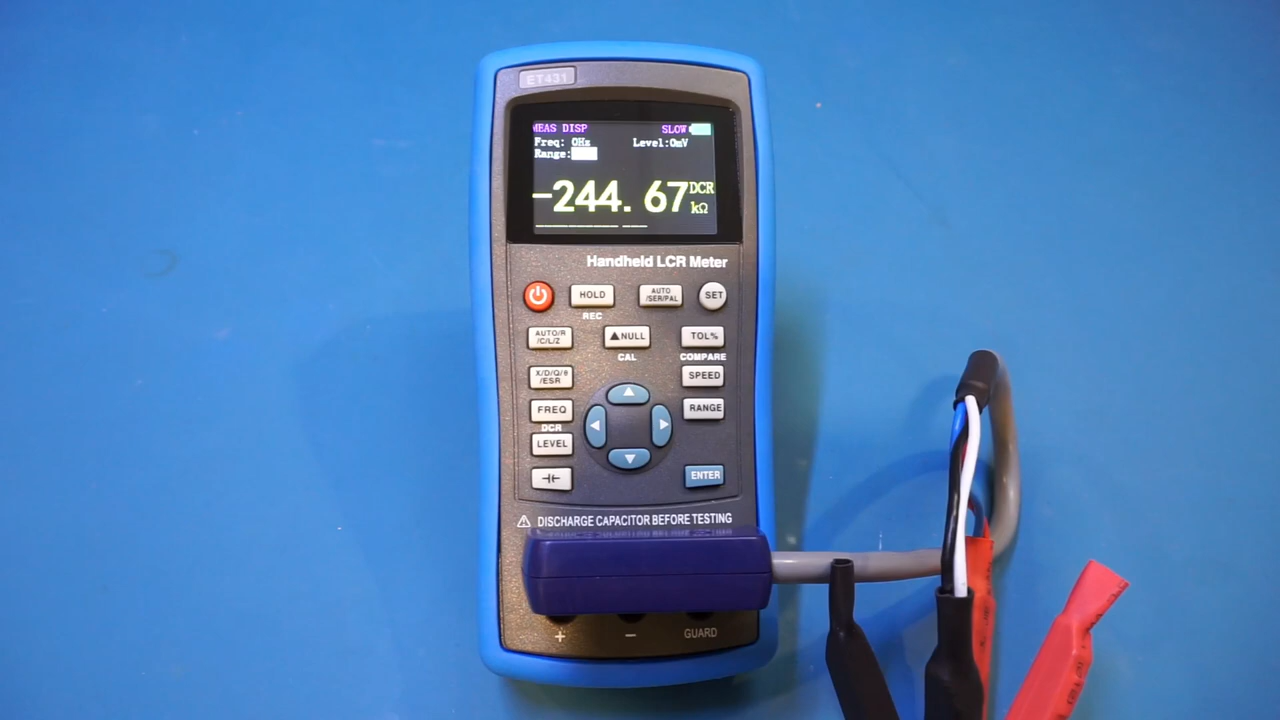 ET431
MEAS DISP SLOW
Freq: 0Hz Level:0mV
Range:
-244.67 DCR
kΩ
Handheld LCR Meter
HOLD AUTO
/SER/PAL SET
REC
AUTO/R
/C/L/Z ▲NULL TOL%
CAL COMPARE
X/D/Q/θ
/ESR SPEED
FREQ RANGE
DCR
LEVEL
ENTER
DISCHARGE CAPACITOR BEFORE TESTING
+ − GUARD